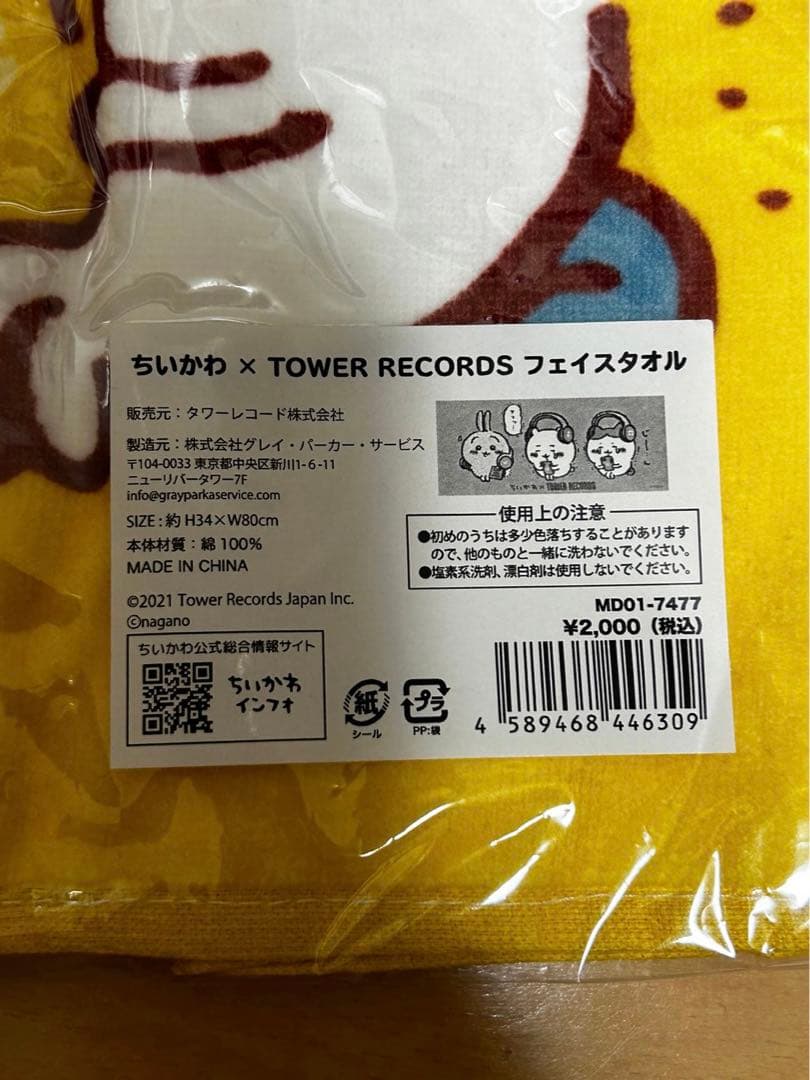 ちいかわ × TOWER RECORDS フェイスタオル
販売元：タワーレコード株式会社
製造元：株式会社グレイ・パーカー・サービス
〒104-0033 東京都中央区新川1-6-11
ニューリバータワー7F
info@grayparkaservice.com
SIZE：約 H34×W80cm
本体材質：綿 100%
MADE IN CHINA
©2021 Tower Records Japan Inc.
ⓒnagano
ちいかわ公式総合情報サイト
ちいかわ
インフォ
紙
シール
プラ
PP:袋
ちいかわ×TOWER RECORDS
使用上の注意
●初めのうちは多少色落ちすることがあります
ので、他のものと一緒に洗わないでください。
●塩素系洗剤、漂白剤は使用しないでください。
MD01-7477
¥2,000（税込）
4 589468 446309